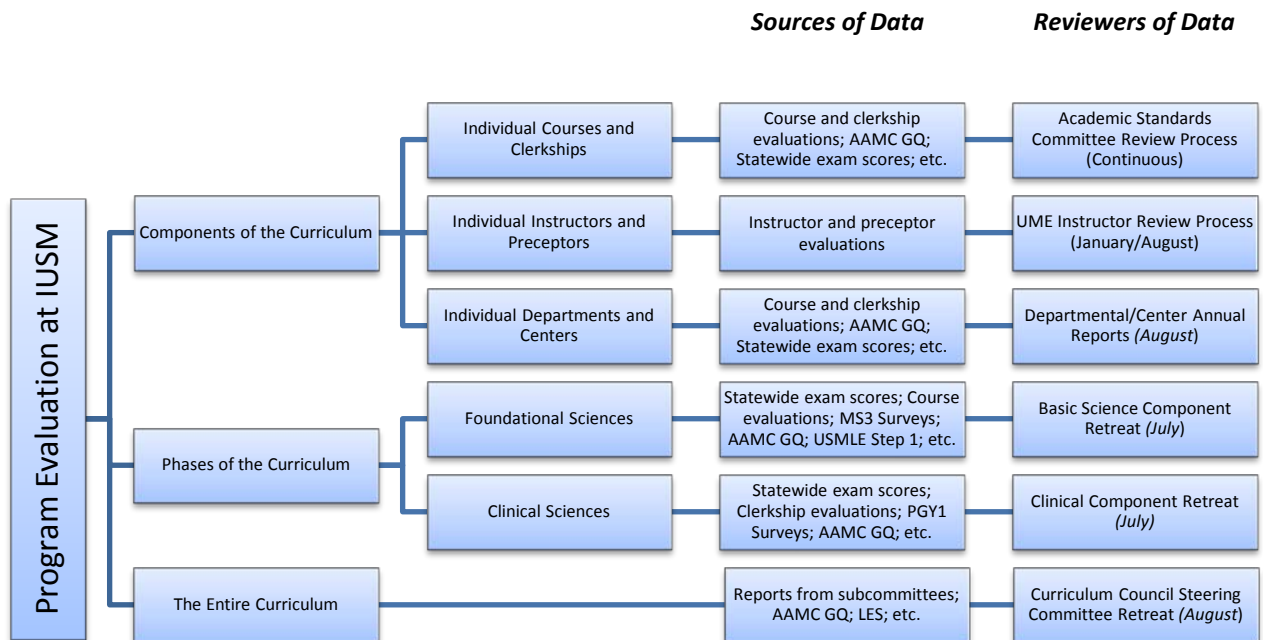 Sources of Data
Reviewers of Data
Program Evaluation at IUSM
Components of the Curriculum
Individual Courses and
Clerkships
Course and clerkship
evaluations; AAMC GQ;
Statewide exam scores; etc.
Academic Standards
Committee Review Process
(Continuous)
Individual Instructors and
Preceptors
Instructor and preceptor
evaluations
UME Instructor Review Process
(January/August)
Individual Departments and
Centers
Course and clerkship
evaluations; AAMC GQ;
Statewide exam scores; etc.
Departmental/Center Annual
Reports (August)
Phases of the Curriculum
Foundational Sciences
Statewide exam scores; Course
evaluations; MS3 Surveys;
AAMC GQ; USMLE Step 1; etc.
Basic Science Component
Retreat (July)
Clinical Sciences
Statewide exam scores;
Clerkship evaluations; PGY1
Surveys; AAMC GQ; etc.
Clinical Component Retreat
(July)
The Entire Curriculum
Reports from subcommittees;
AAMC GQ; LES; etc.
Curriculum Council Steering
Committee Retreat (August)